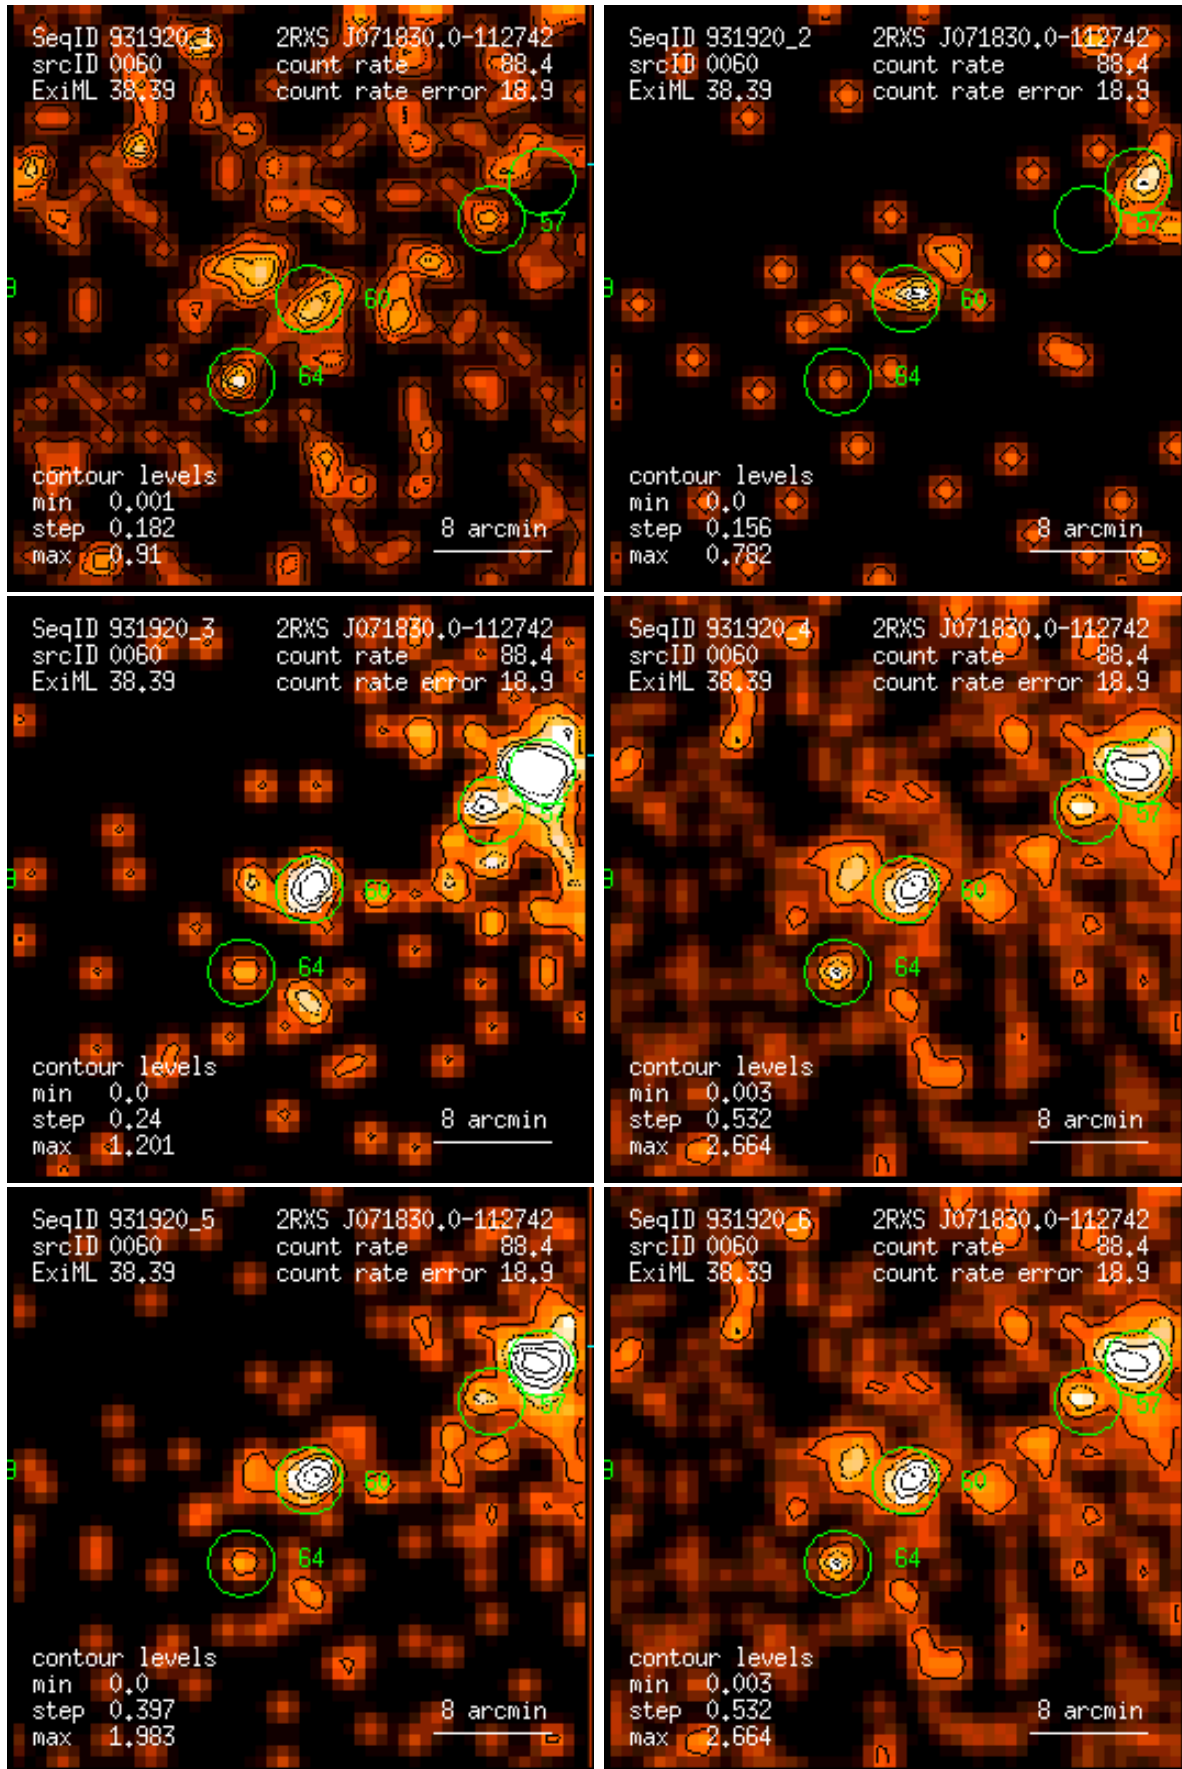 SeqID 931920_1 2RXS J071830.0-112742
srcID 0060 count rate 88.4
ExiML 38.39 count rate error 18.9
57
9
60
64
contour levels
min 0.001
step 0.182 8 arcmin
max 0.91
SeqID 931920_2 2RXS J071830.0-112742
srcID 0060 count rate 88.4
ExiML 38.39 count rate error 18.9
57
9
60
64
contour levels
min 0.0
step 0.156 8 arcmin
max 0.782
SeqID 931920_3 2RXS J071830.0-112742
srcID 0060 count rate 88.4
ExiML 38.39 count rate error 18.9
57
9
60
64
contour levels
min 0.0
step 0.24 8 arcmin
max 1.201
SeqID 931920_4 2RXS J071830.0-112742
srcID 0060 count rate 88.4
ExiML 38.39 count rate error 18.9
57
9
60
64
contour levels
min 0.003
step 0.532 8 arcmin
max 2.664
SeqID 931920_5 2RXS J071830.0-112742
srcID 0060 count rate 88.4
ExiML 38.39 count rate error 18.9
57
9
60
64
contour levels
min 0.0
step 0.397 8 arcmin
max 1.983
SeqID 931920_6 2RXS J071830.0-112742
srcID 0060 count rate 88.4
ExiML 38.39 count rate error 18.9
57
9
60
64
contour levels
min 0.003
step 0.532 8 arcmin
max 2.664